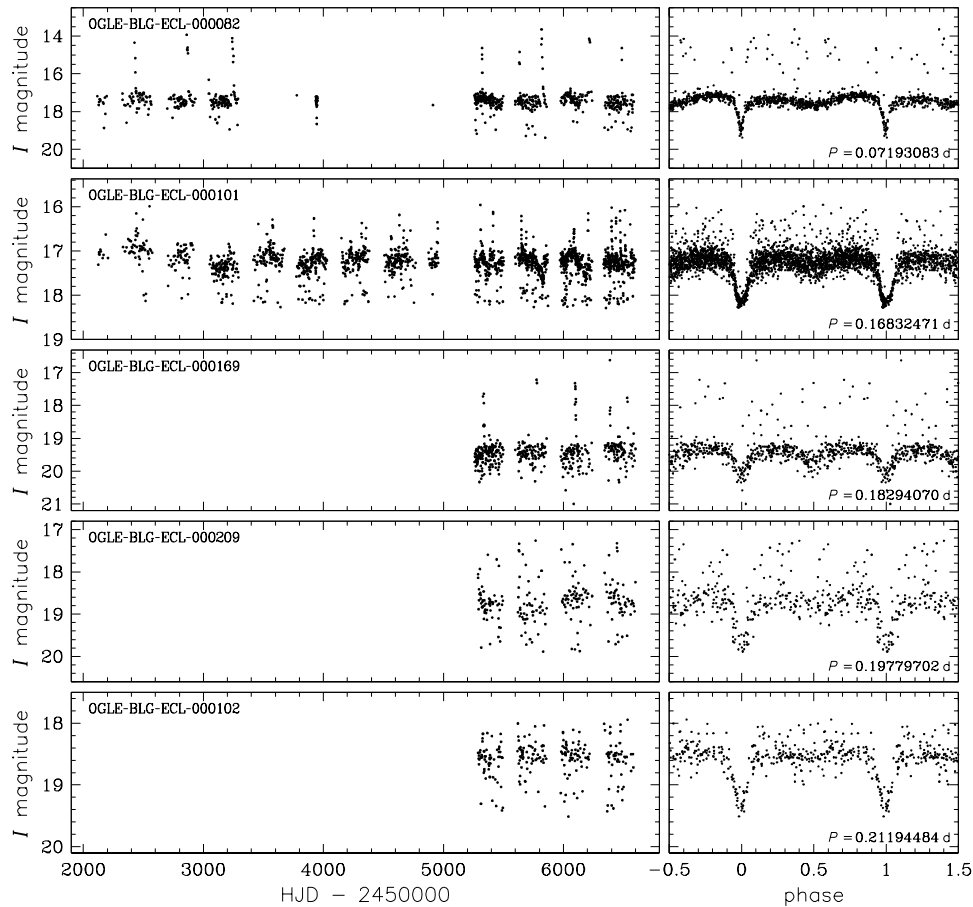 OGLE-BLG-ECL-000082
14
16
18
20
I magnitude
P = 0.07193083 d
OGLE-BLG-ECL-000101
16
17
18
19
I magnitude
P = 0.16832471 d
OGLE-BLG-ECL-000169
17
18
19
20
21
I magnitude
P = 0.18294070 d
OGLE-BLG-ECL-000209
17
18
19
20
I magnitude
P = 0.19779702 d
OGLE-BLG-ECL-000102
18
19
20
I magnitude
P = 0.21194484 d
2000 3000 4000 5000 6000 −0.5 0 0.5 1 1.5
HJD − 2450000 phase